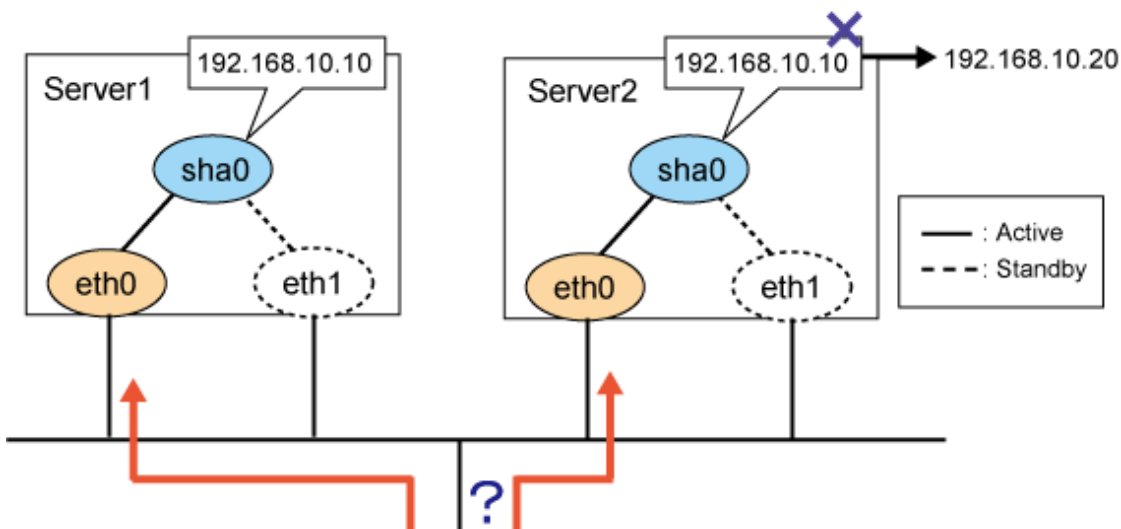 192.168.10.10
Server1
sha0
eth0
eth1
192.168.10.10
192.168.10.20
Server2
sha0
eth0
eth1
: Active
: Standby
?